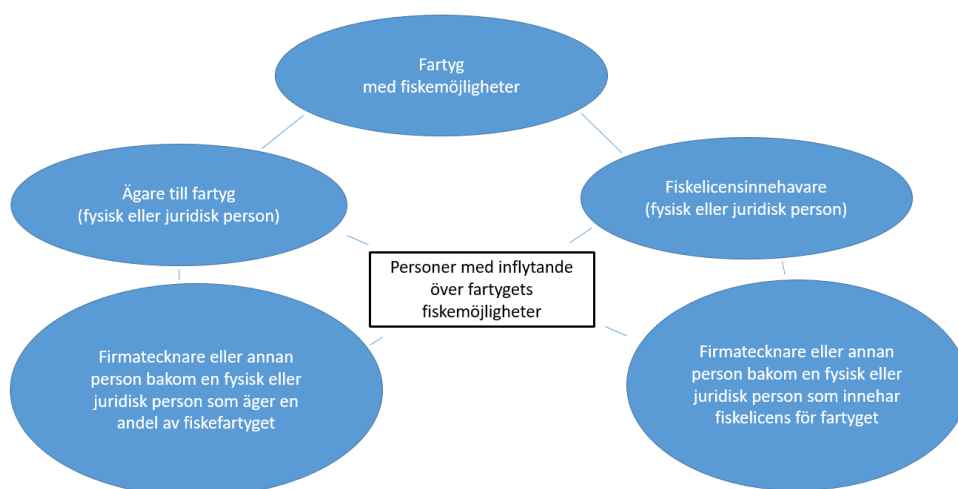 Fartyg
med fiskemöjligheter
Ägare till fartyg
(fysisk eller juridisk person)
Fiskelicensinnehavare
(fysisk eller juridisk person)
Personer med inflytande
över fartygets
fiskemöjligheter
Firmatecknare eller annan
person bakom en fysisk eller
juridisk person som äger en
andel av fiskefartyget
Firmatecknare eller annan
person bakom en fysisk eller
juridisk person som innehar
fiskelicens för fartyget